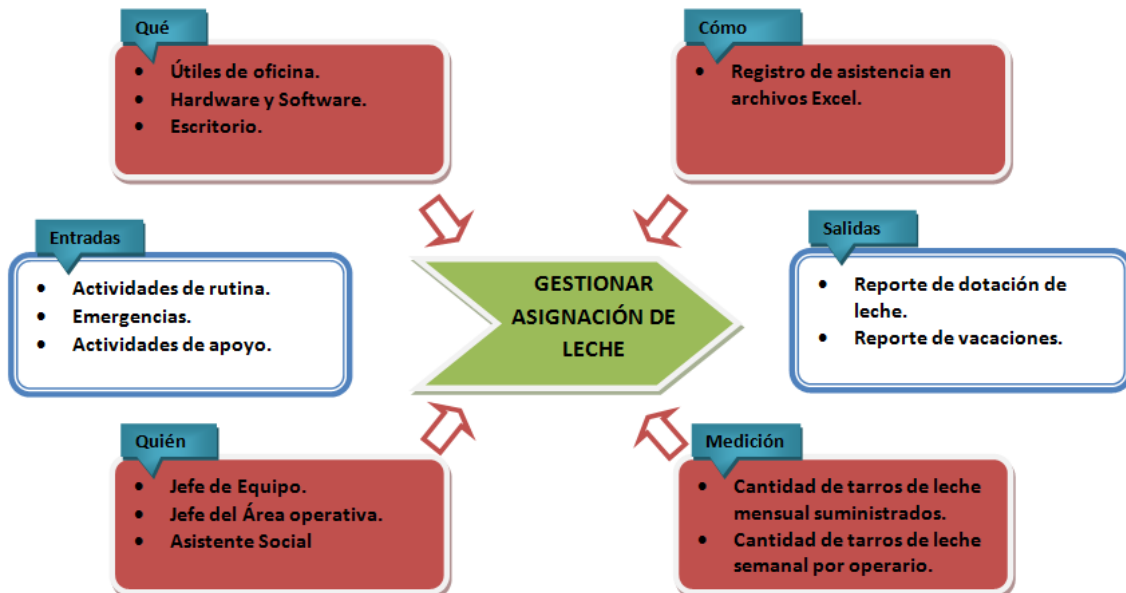 Qué
• Útiles de oficina.
• Hardware y Software.
• Escritorio.
Cómo
• Registro de asistencia en
archivos Excel.
Entradas
• Actividades de rutina.
• Emergencias.
• Actividades de apoyo.
GESTIONAR
ASIGNACIÓN DE
LECHE
Salidas
• Reporte de dotación de
leche.
• Reporte de vacaciones.
Quién
• Jefe de Equipo.
• Jefe del Área operativa.
• Asistente Social
Medición
• Cantidad de tarros de leche
mensual suministrados.
• Cantidad de tarros de leche
semanal por operario.